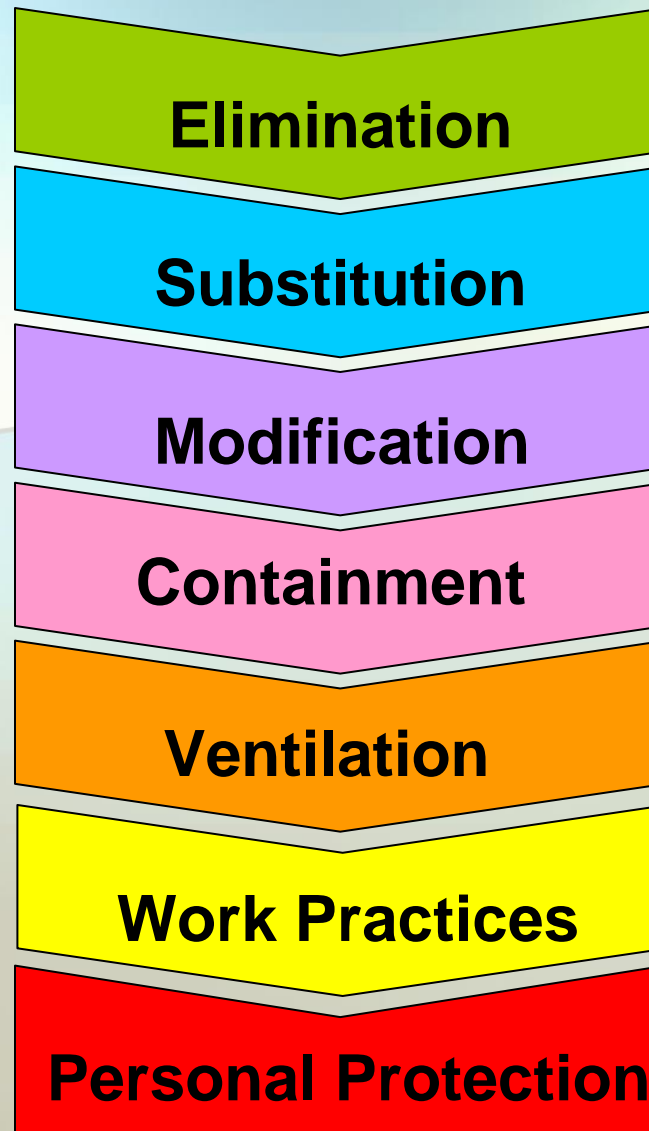 Elimination
Substitution
Modification
Containment
Ventilation
Work Practices
Personal Protection